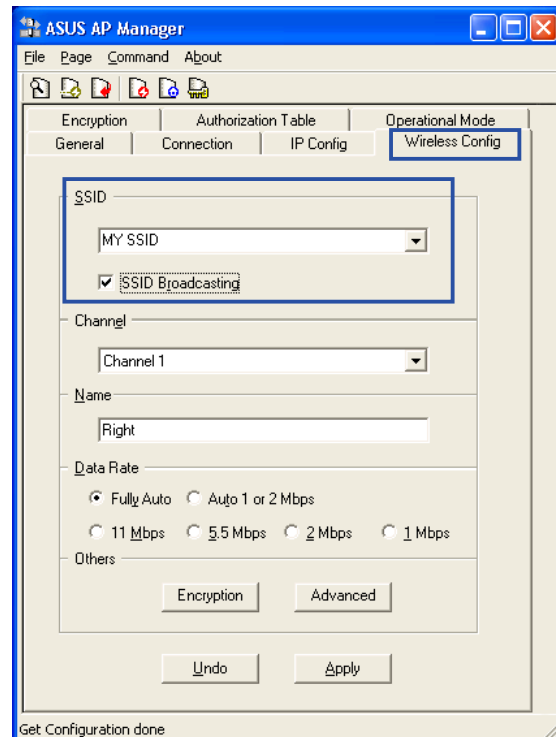 ASUS AP Manager
File Page Command About
Encryption Authorization Table Operational Mode
General Connection IP Config Wireless Config
SSID
MY SSID
SSID Broadcasting
Channel
Channel 1
Name
Right
Data Rate
Fully Auto Auto 1 or 2 Mbps
11 Mbps 5.5 Mbps 2 Mbps 1 Mbps
Others
Encryption Advanced
Undo Apply
Get Configuration done